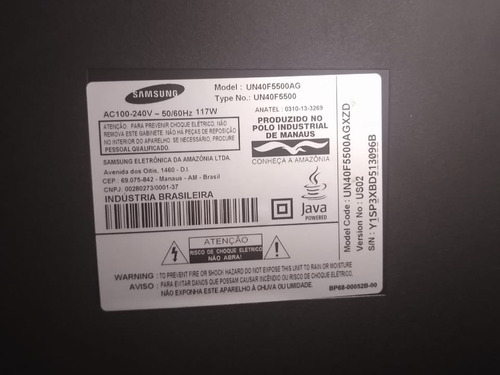 SAMSUNG
Model : UN40F5500AG
Type No.: UN40F5500
AC100-240V ~ 50/60Hz 117W
ANATEL : 0310-13-3269
ATENÇÃO: PARA PREVENIR CHOQUE ELÉTRICO, NÃO
REMOVA ESTE GABINETE. NÃO HÁ PEÇAS DE REPOSIÇÃO
NO INTERIOR DO APARELHO. SE NECESSÁRIO, PROCURE
PESSOAL QUALIFICADO
PRODUZIDO NO
POLO INDUSTRIAL
DE MANAUS
CONHEÇA A AMAZÔNIA
SAMSUNG ELETRÔNICA DA AMAZÔNIA LTDA.
Avenida dos Oitis, 1460 - D.I.
CEP : 69.075-842 - Manaus - AM - Brasil
CNPJ: 00280273/0001-37
INDÚSTRIA BRASILEIRA
Java
POWERED
ATENÇÃO
RISCO DE CHOQUE ELÉTRICO
NÃO ABRA!
WARNING : TO PREVENT FIRE OR SHOCK HAZARD DO NOT EXPOSE THIS UNIT TO RAIN OR MOISTURE
AVISO : PARA EVITAR DANOS QUE POSSAM CAUSAR INCÊNDIO OU CHOQUE ELÉTRICO
NÃO EXPONHA ESTE APARELHO À CHUVA OU UMIDADE.
BP68-00052B-00
Model Code : UN40F5500AGXZD
Version No : US02
S/N : Y1SP3XBD513096B